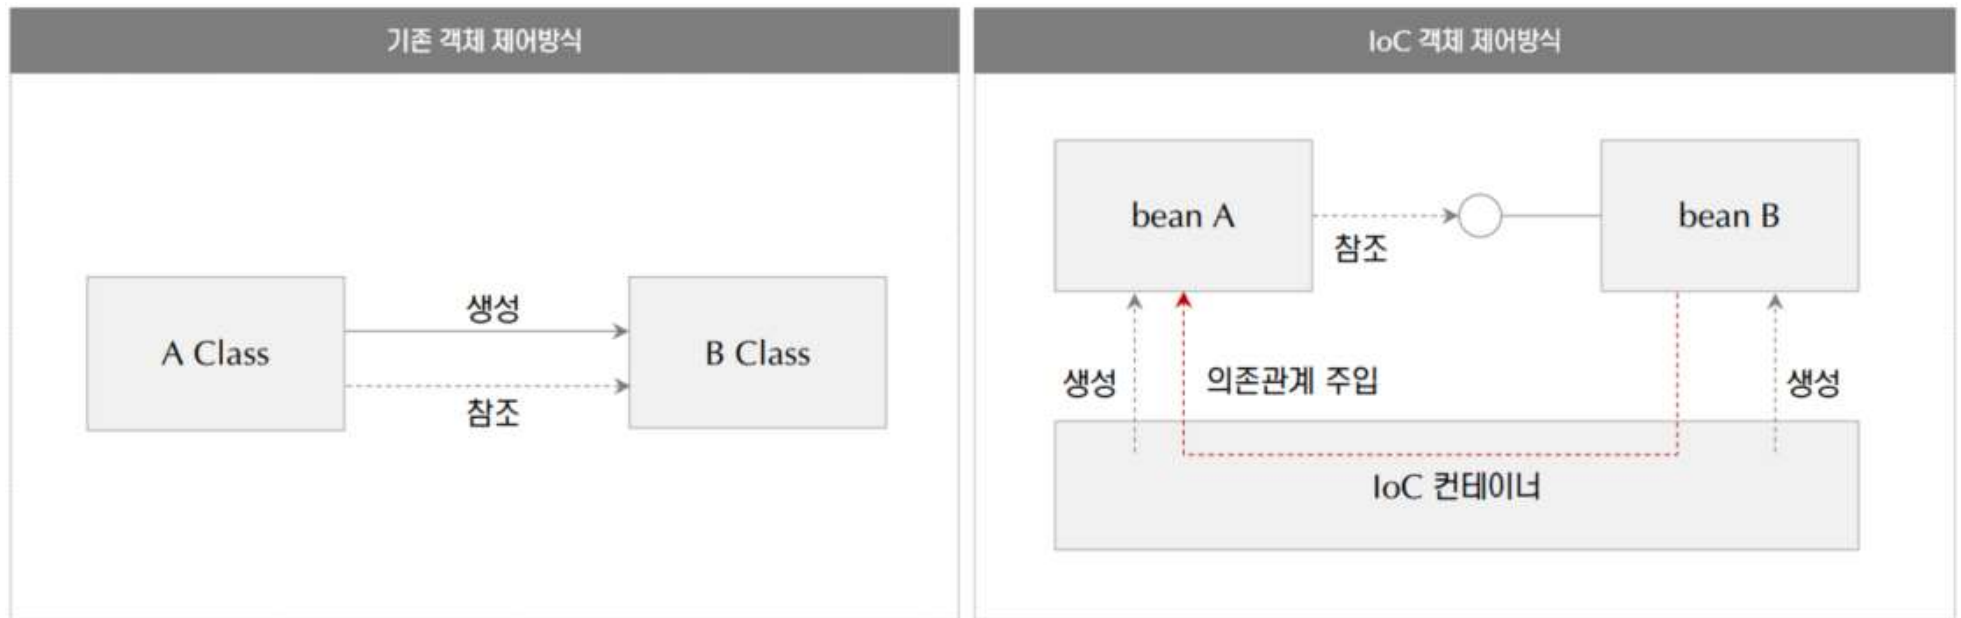 기존 객체 제어방식
A Class
생성
참조
B Class
IoC 객체 제어방식
bean A
참조
bean B
생성
의존관계 주입
생성
IoC 컨테이너